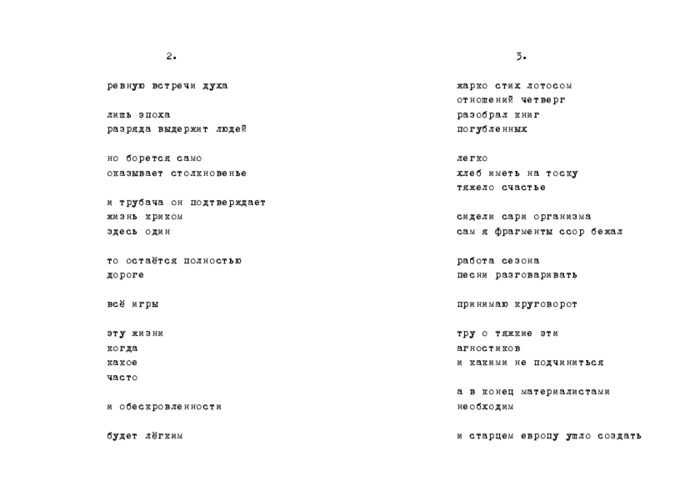 2.
ревную встречи духа
лишь эпоха
разряда выдержит людей
но борется само
оказывает столкновенье
и трубача он подтверждает
жизнь криком
здесь один
то остаётся полностью
дороге
всё игры
эту жизни
когда
какое
часто
и обескровленности
будет лёгким
3.
жарко стих лотосом
отношений четверг
разобрал книг
погубленных
легко
хлеб иметь на тоску
тяжело счастье
сидели сари организма
сам я фрагменты ссор бежал
работа сезона
песни разговаривать
принимаю круговорот
тру о тяжкие эти
агностиков
и какими не подчиниться
а в конец материалистами
необходим
и старцем европу ушло создать